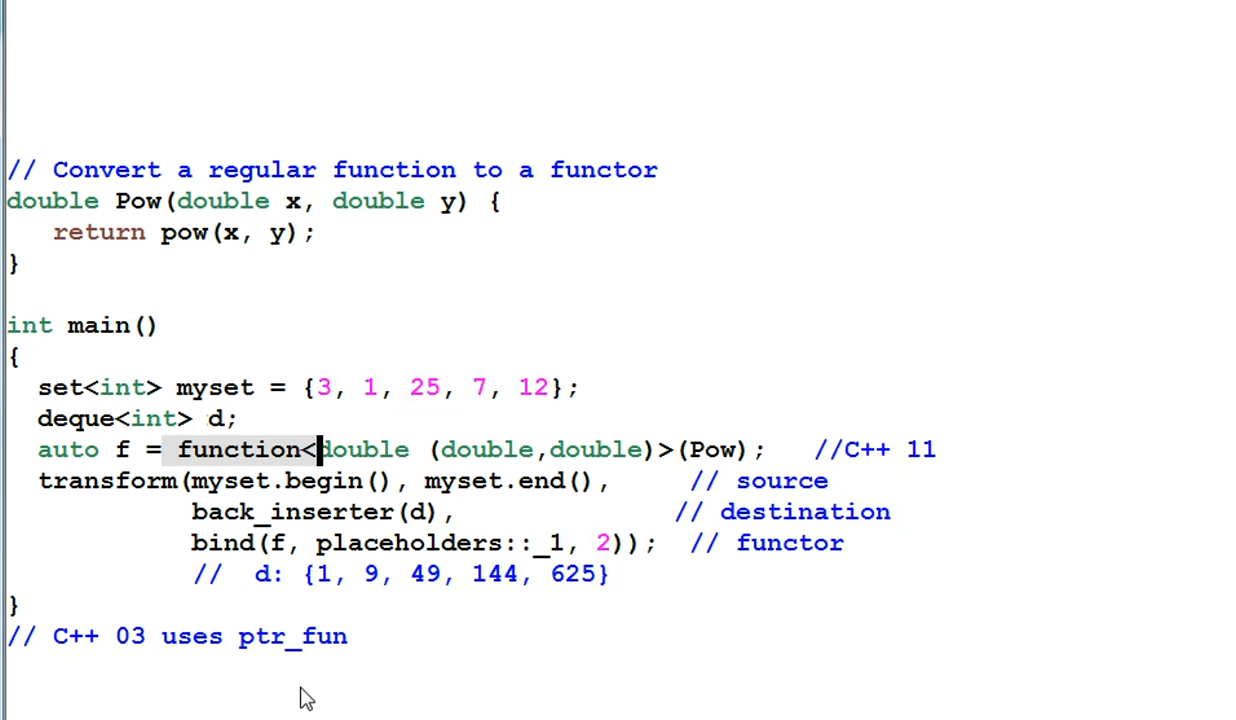 // Convert a regular function to a functor
double Pow(double x, double y) {
   return pow(x, y);
}
int main()
{
  set<int> myset = {3, 1, 25, 7, 12};
  deque<int> d;
  auto f = function<double (double,double)>(Pow);   //C++ 11
  transform(myset.begin(), myset.end(),     // source
            back_inserter(d),              // destination
            bind(f, placeholders::_1, 2));  // functor
            //  d: {1, 9, 49, 144, 625}
}
// C++ 03 uses ptr_fun